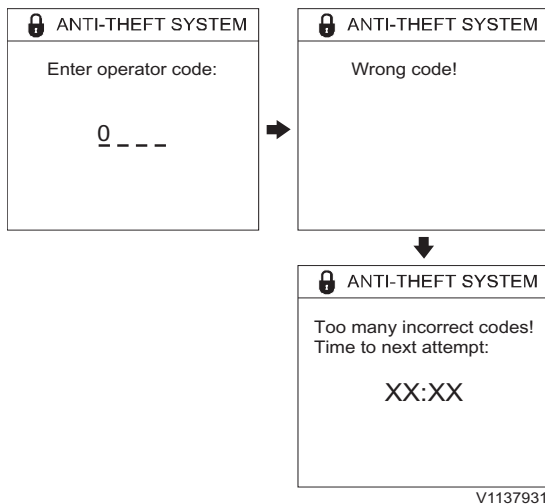 ANTI-THEFT SYSTEM
Enter operator code:
0 _ _ _
ANTI-THEFT SYSTEM
Wrong code!
ANTI-THEFT SYSTEM
Too many incorrect codes!
Time to next attempt:
XX:XX
V1137931